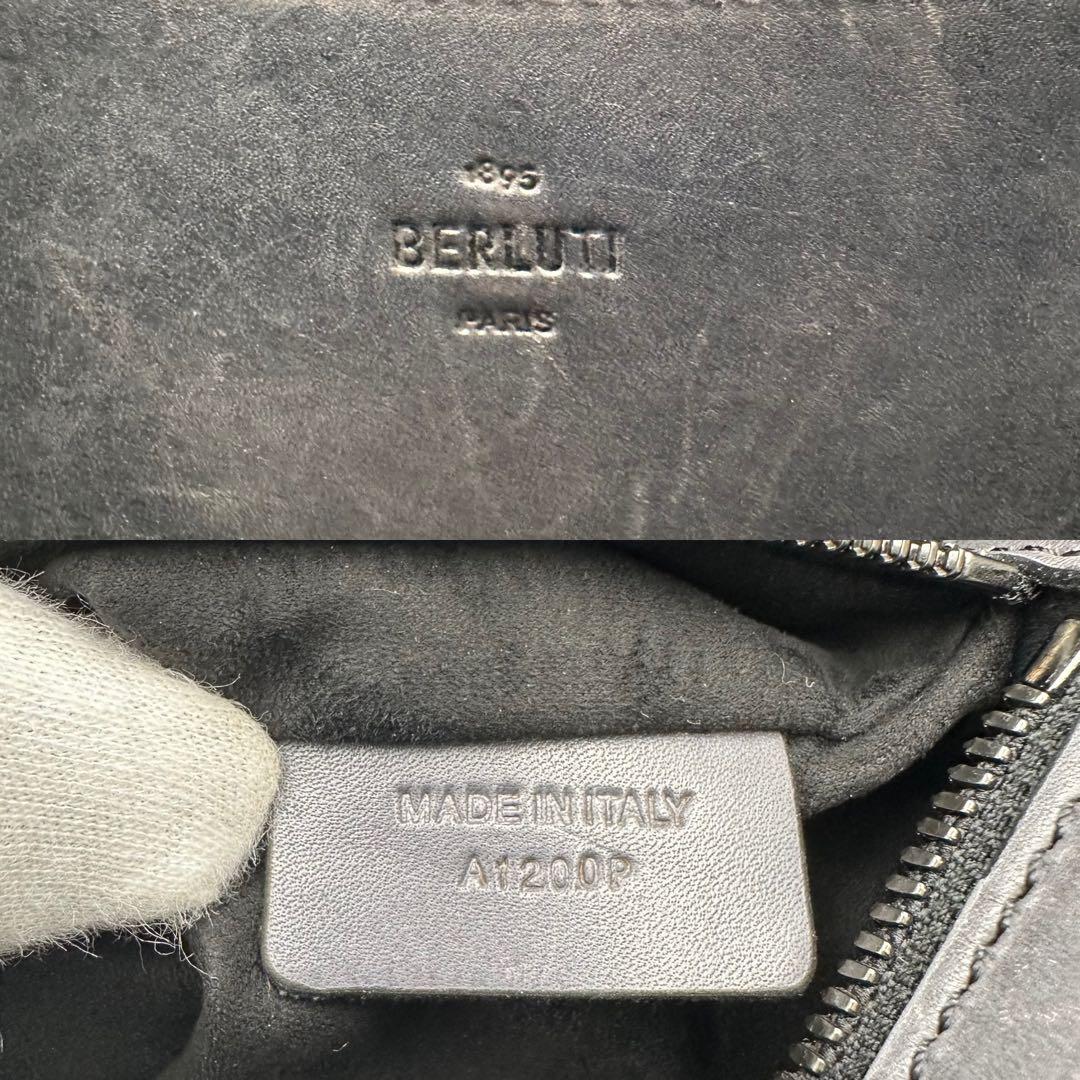 1895
BERLUTI
PARIS
MADE IN ITALY
A1200P